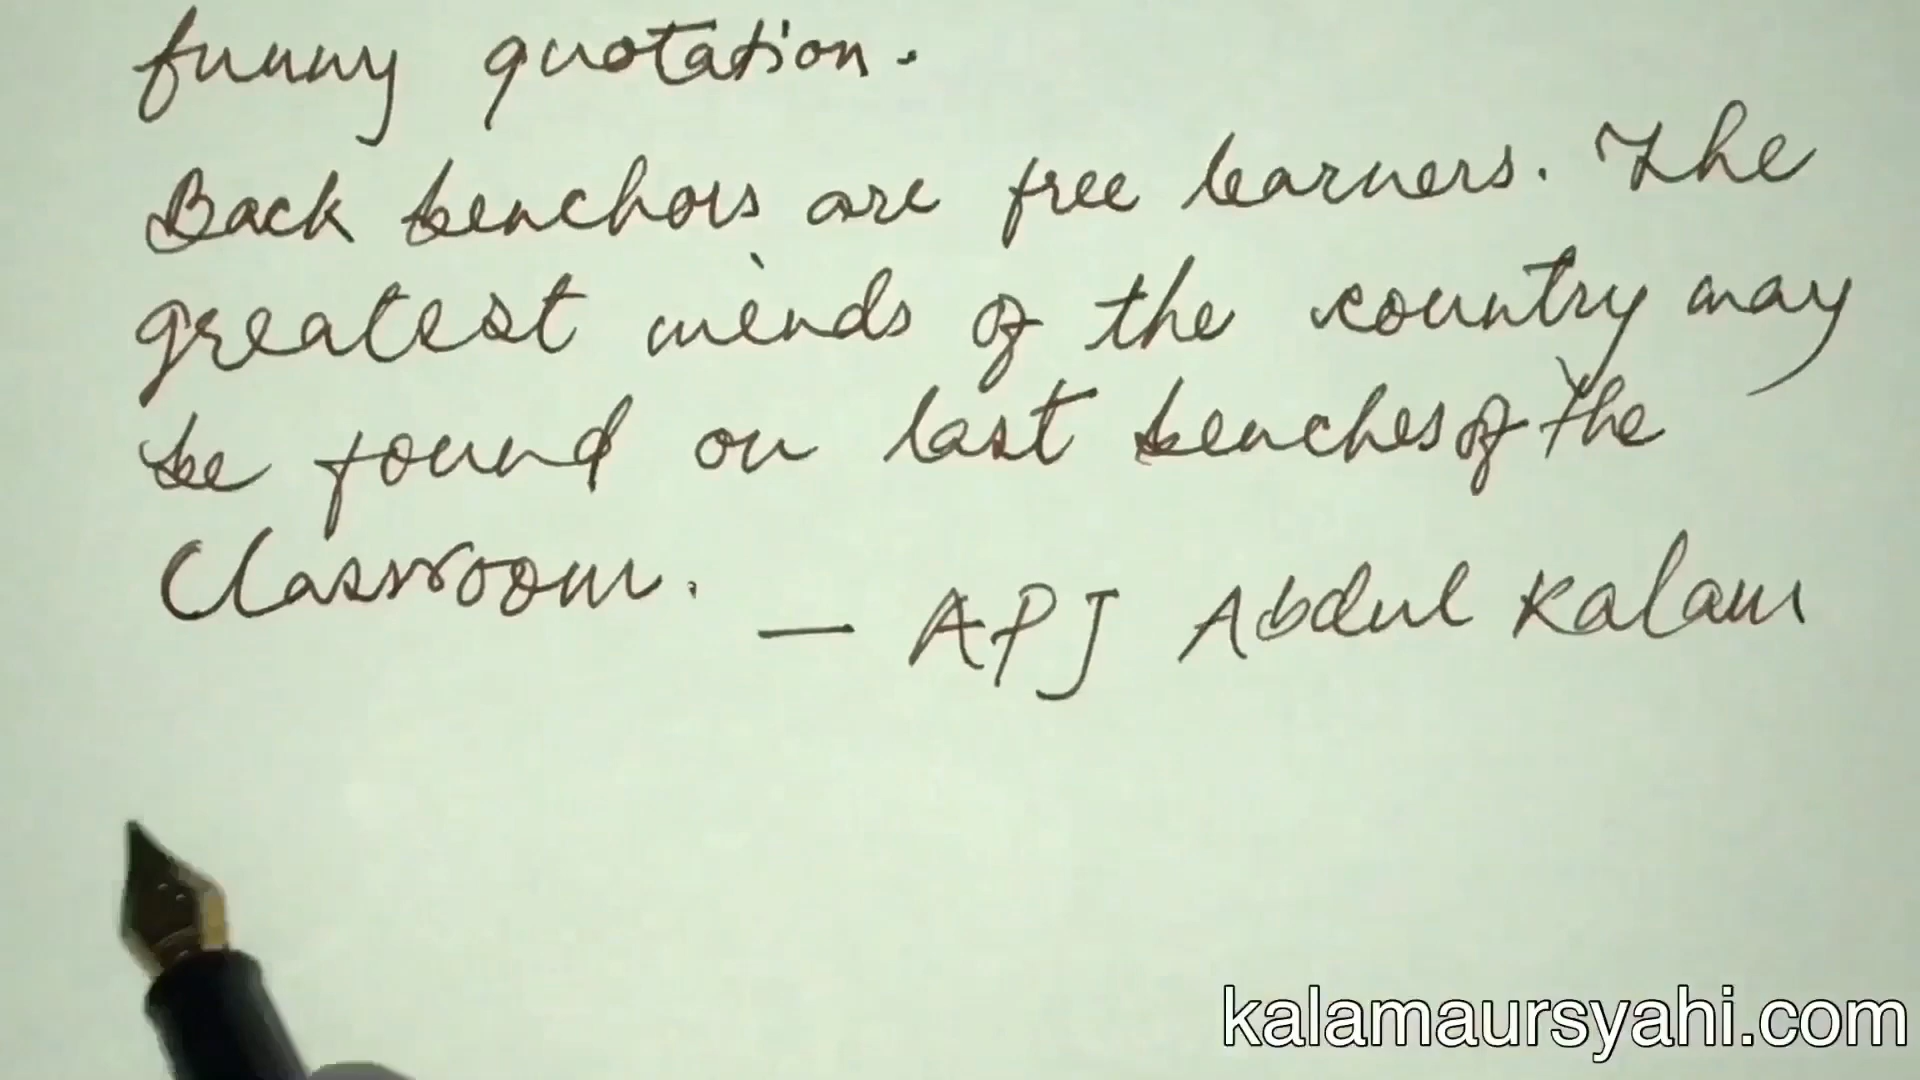 funny quotation.
Back benchers are free learners. The
greatest minds of the country may
be found on last benches of the
Classroom.
— APJ Abdul Kalam
kalamaursyahi.com